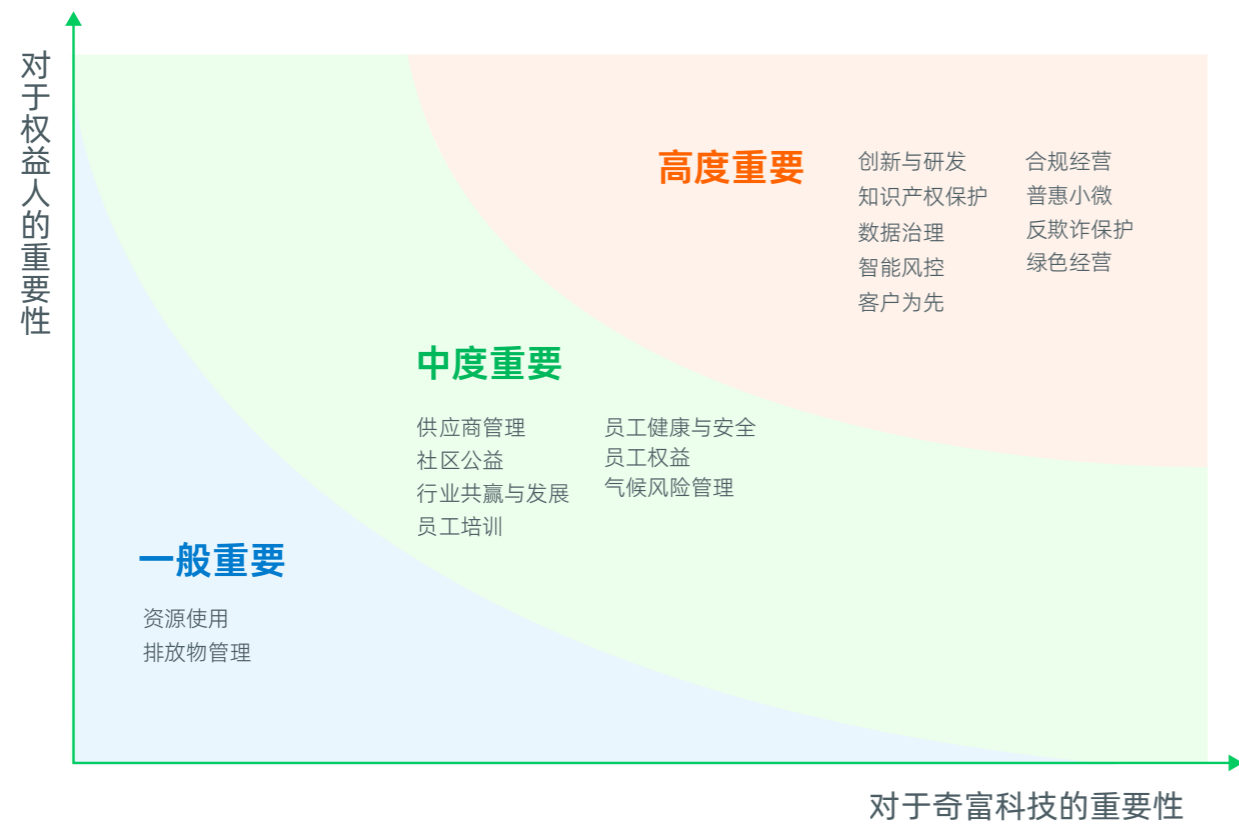 对于权益人的重要性
高度重要
创新与研发
知识产权保护
数据治理
智能风控
客户为先
合规经营
普惠小微
反欺诈保护
绿色经营
中度重要
供应商管理
社区公益
行业共赢与发展
员工培训
员工健康与安全
员工权益
气候风险管理
一般重要
资源使用
排放物管理
对于奇富科技的重要性